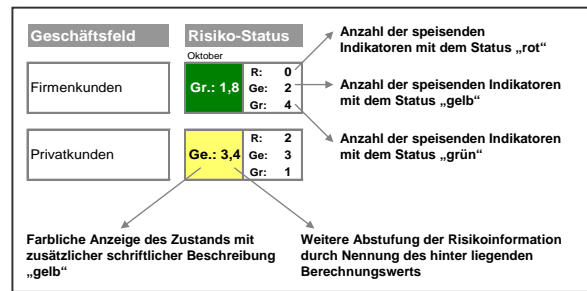 Geschäftsfeld
Risiko-Status
Oktober
Firmenkunden
Gr.: 1,8
R: 0
Ge: 2
Gr: 4
Privatkunden
Ge.: 3,4
R: 2
Ge: 3
Gr: 1
Anzahl der speisenden
Indikatoren mit dem Status „rot“
Anzahl der speisenden Indikatoren
mit dem Status „gelb“
Anzahl der speisenden Indikatoren
mit dem Status „grün“
Farbliche Anzeige des Zustands mit
zusätzlicher schriftlicher Beschreibung
„gelb“
Weitere Abstufung der Risikoinformation
durch Nennung des hinter liegenden
Berechnungswerts